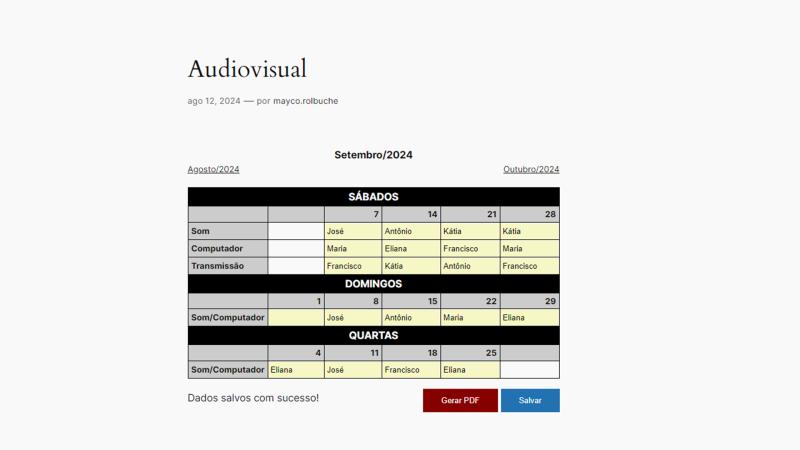 Audiovisual
ago 12, 2024 — por mayco.rolbuche
Setembro/2024
Agosto/2024 Outubro/2024
SÁBADOS
7 14 21 28
Som José Antônio Kátia Kátia
Computador Maria Eliana Francisco Maria
Transmissão Francisco Kátia Antônio Francisco
DOMINGOS
1 8 15 22 29
Som/Computador José Antônio Maria Eliana
QUARTAS
4 11 18 25
Som/Computador Eliana José Francisco Eliana
Dados salvos com sucesso! Gerar PDF Salvar